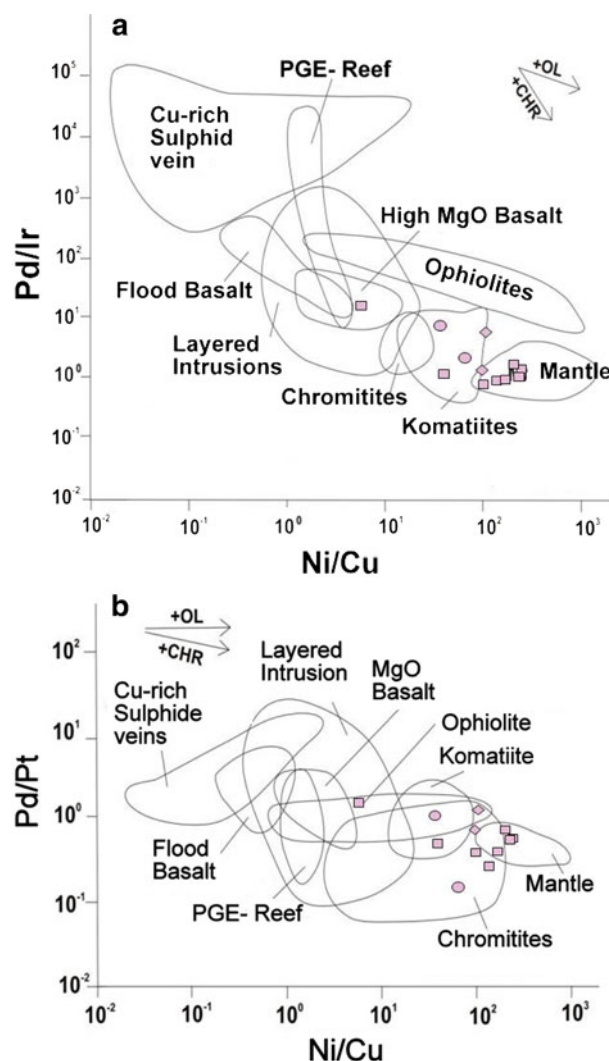 a
10⁵
10⁴
10³
10²
10¹
10⁰
10⁻¹
10⁻²
Pd/Ir
PGE- Reef
+OL
+CHR
Cu-rich
Sulphid
vein
High MgO Basalt
Flood Basalt
Ophiolites
Layered
Intrusions
Chromitites
Mantle
Komatiites
10⁻² 10⁻¹ 10⁰ 10¹ 10² 10³
Ni/Cu
b
+OL
+CHR
10²
10¹
10⁰
10⁻¹
10⁻²
Pd/Pt
Layered
Intrusion
MgO
Basalt
Cu-rich
Sulphide
veins
Ophiolite
Komatiite
Flood
Basalt
PGE- Reef
Mantle
Chromitites
10⁻² 10⁻¹ 10⁰ 10¹ 10² 10³
Ni/Cu